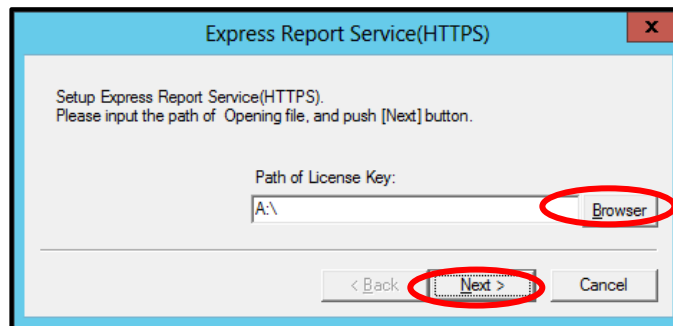 Express Report Service(HTTPS)
x
Setup Express Report Service(HTTPS).
Please input the path of Opening file, and push [Next] button.
Path of License Key:
A:\
Browser
< Back
Next >
Cancel